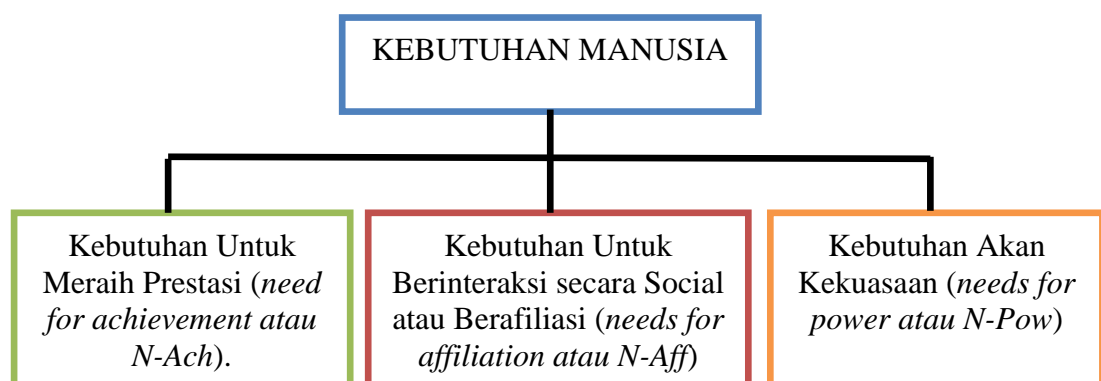 KEBUTUHAN MANUSIA
Kebutuhan Untuk
Meraih Prestasi (need
for achievement atau
N-Ach).
Kebutuhan Untuk
Berinteraksi secara Social
atau Berafiliasi (needs for
affiliation atau N-Aff)
Kebutuhan Akan
Kekuasaan (needs for
power atau N-Pow)